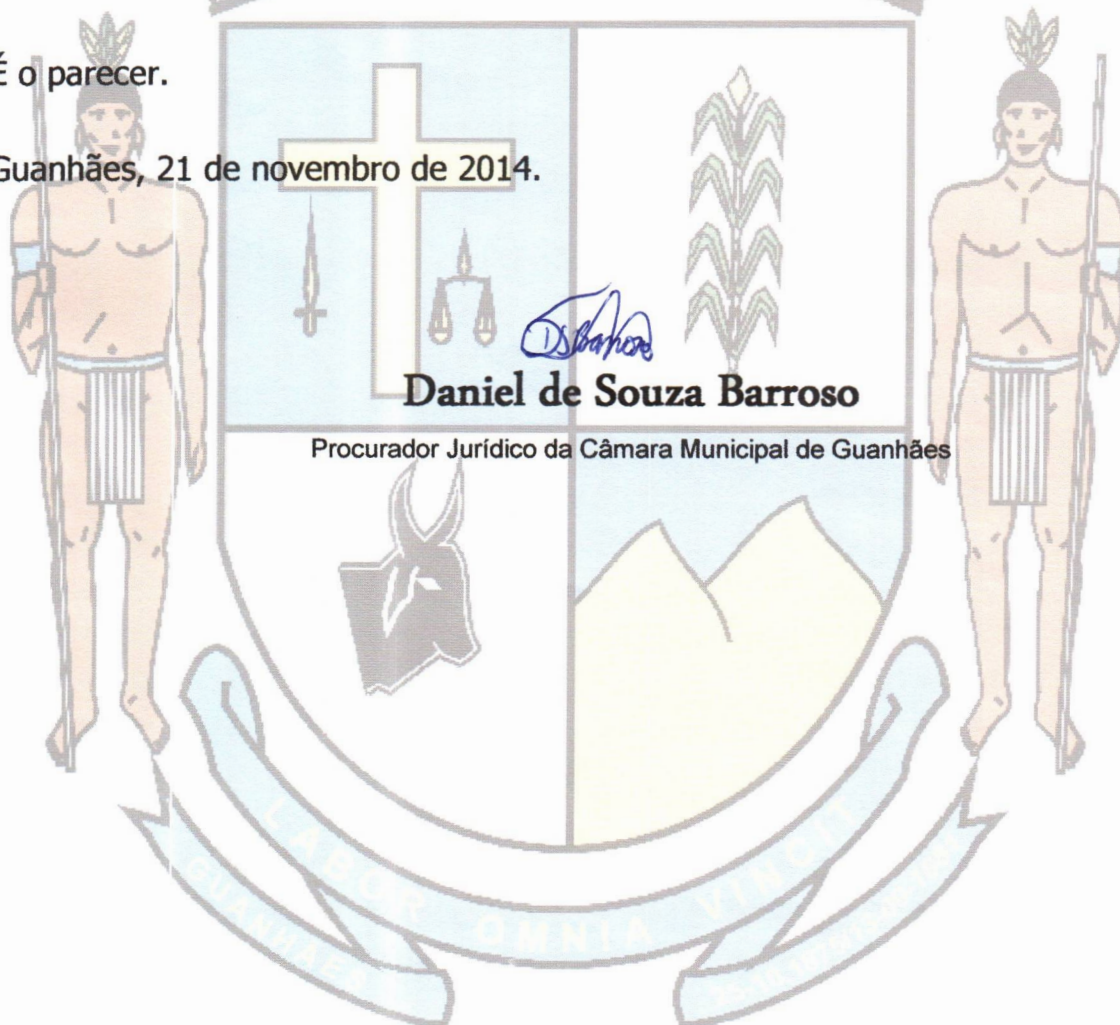 É o parecer.
Guanhães, 21 de novembro de 2014.
Daniel de Souza Barroso
Procurador Jurídico da Câmara Municipal de Guanhães
LABOR OMNIA VINCIT
GUANHÃES